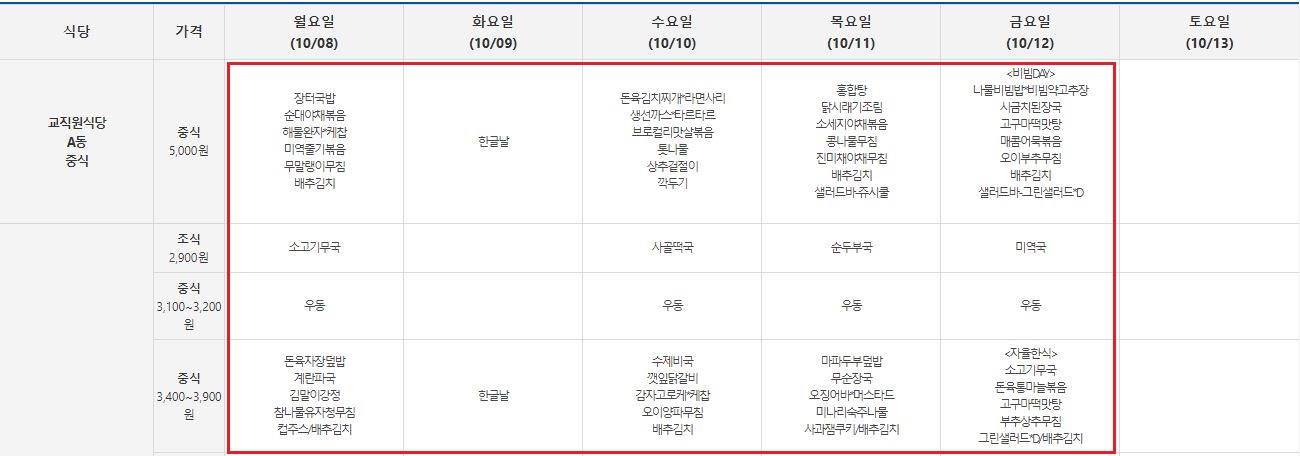 식당
가격
월요일
(10/08)
화요일
(10/09)
수요일
(10/10)
목요일
(10/11)
금요일
(10/12)
토요일
(10/13)
교직원식당
A동
중식
중식
5,000원
장터국밥
순대야채볶음
해물완자*케찹
미역줄기볶음
무말랭이무침
배추김치
한글날
돈육김치찌개*라면사리
생선까스*타르타르
브로컬리맛살볶음
톳나물
상추겉절이
깍두기
홍합탕
닭시래기조림
소세지야채볶음
콩나물무침
진미채야채무침
배추김치
샐러드바-쥬시쿨
<비빔DAY>
나물비빔밥*비빔약고추장
시금치된장국
고구마떡맛탕
매콤어묵볶음
오이부추무침
배추김치
샐러드바-그린샐러드*D
조식
2,900원
소고기무국
사골떡국
순두부국
미역국
중식
3,100~3,200
원
우동
우동
우동
우동
중식
3,400~3,900
원
돈육자장덮밥
계란파국
김말이강정
참나물유자청무침
컵주스/배추김치
한글날
수제비국
깻잎닭갈비
감자고로케*케찹
오이양파무침
배추김치
마파두부덮밥
무순장국
오징어바*머스타드
미나리숙주나물
사과잼쿠키/배추김치
<자율한식>
소고기무국
돈육통마늘볶음
고구마떡맛탕
부추상추무침
그린샐러드*D/배추김치